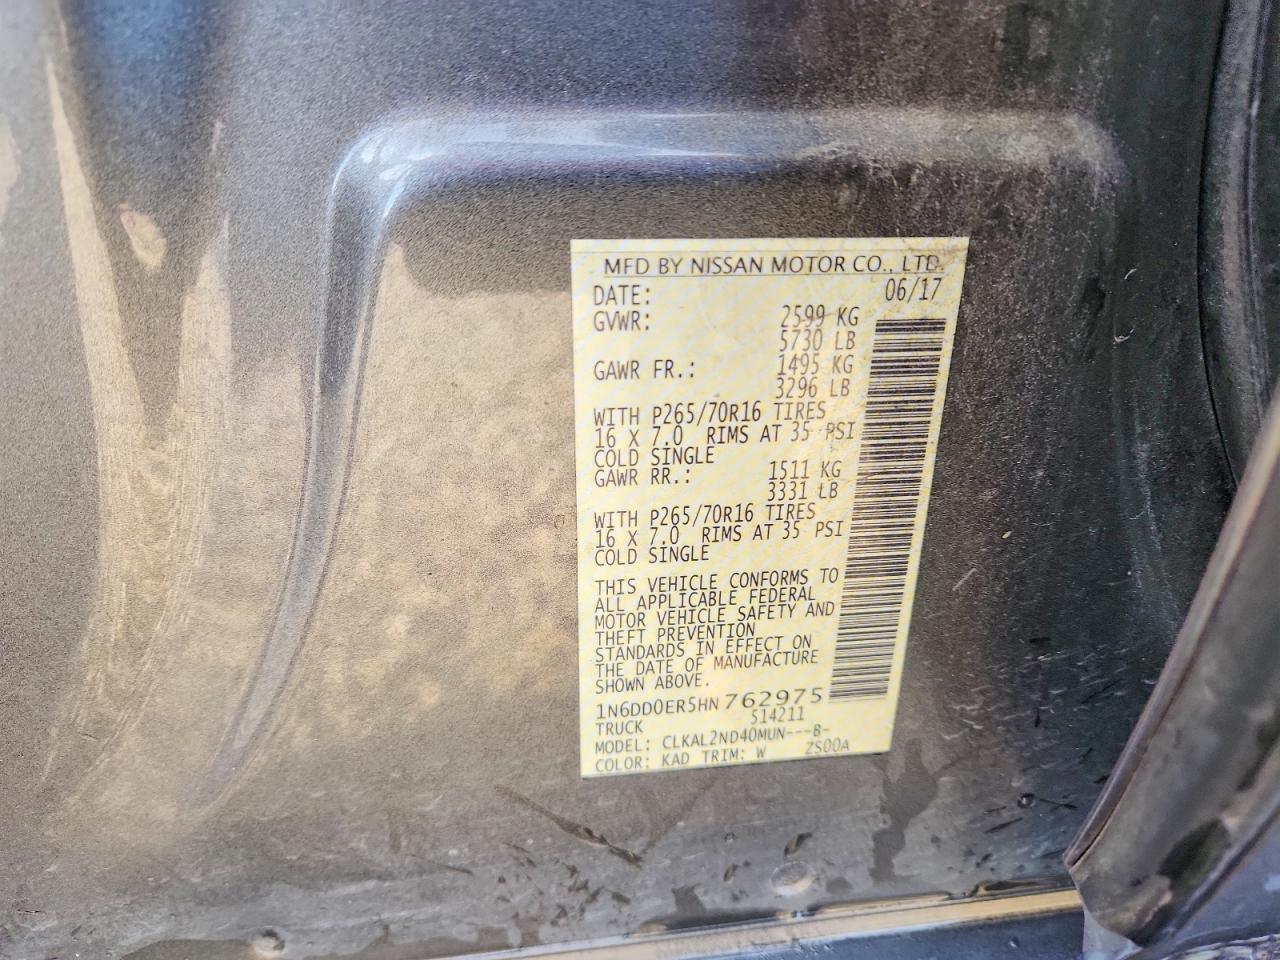 MFD BY NISSAN MOTOR CO., LTD.
DATE: 06/17
GVWR: 2599 KG
5730 LB
GAWR FR.: 1495 KG
3296 LB
WITH P265/70R16 TIRES
16 X 7.0 RIMS AT 35 PSI
COLD SINGLE
GAWR RR.: 1511 KG
3331 LB
WITH P265/70R16 TIRES
16 X 7.0 RIMS AT 35 PSI
COLD SINGLE
THIS VEHICLE CONFORMS TO
ALL APPLICABLE FEDERAL
MOTOR VEHICLE SAFETY AND
THEFT PREVENTION
STANDARDS IN EFFECT ON
THE DATE OF MANUFACTURE
SHOWN ABOVE.
1N6DD0ER5HN762975
TRUCK 514211
MODEL: CLKAL2ND40MUN---B-
COLOR: KAD TRIM: W ZS00A